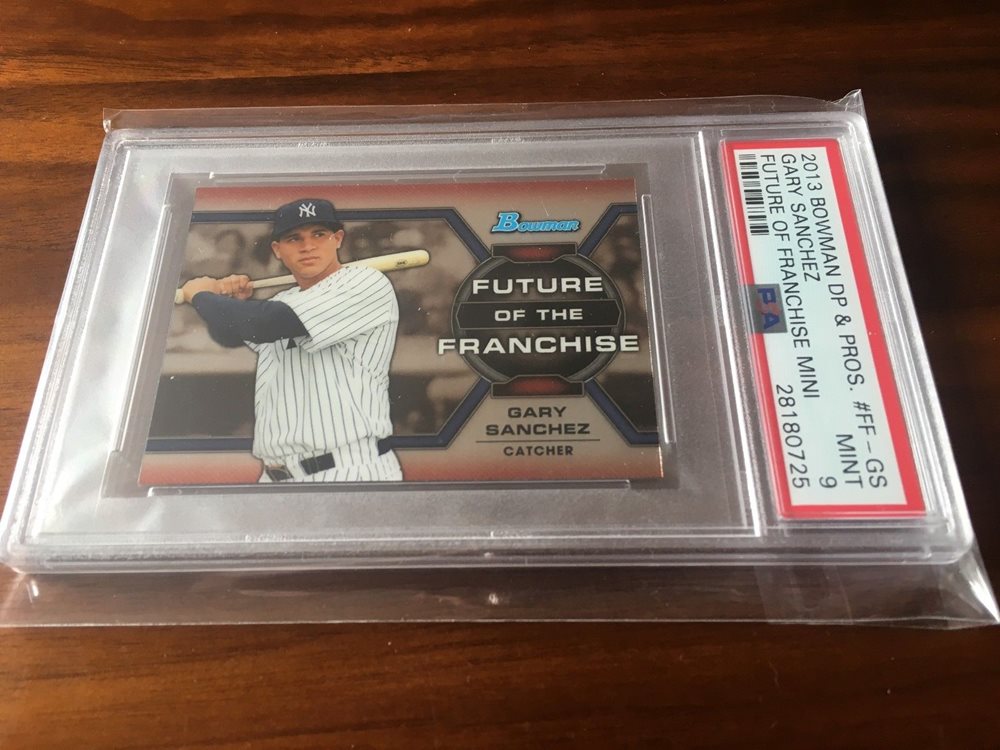 NY
Bowman
FUTURE
OF THE
FRANCHISE
GARY
SANCHEZ
CATCHER
2013 BOWMAN DP & PROS. #FF-GS
GARY SANCHEZ MINT
FUTURE OF FRANCHISE MINI 9
28180725
PSA